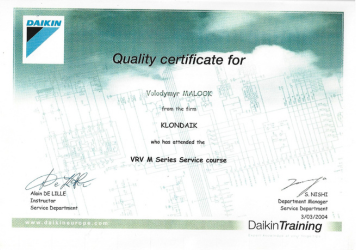 DAIKIN
Quality certificate for
Volodymyr MALOOK
from the firm
KLONDAIK
who has attended the
VRV M Series Service course
Alain DE LILLE
Instructor
Service Department
S. NISHI
Department Manager
Service Department
3/03/2004
www.daikineurope.com
DaikinTraining